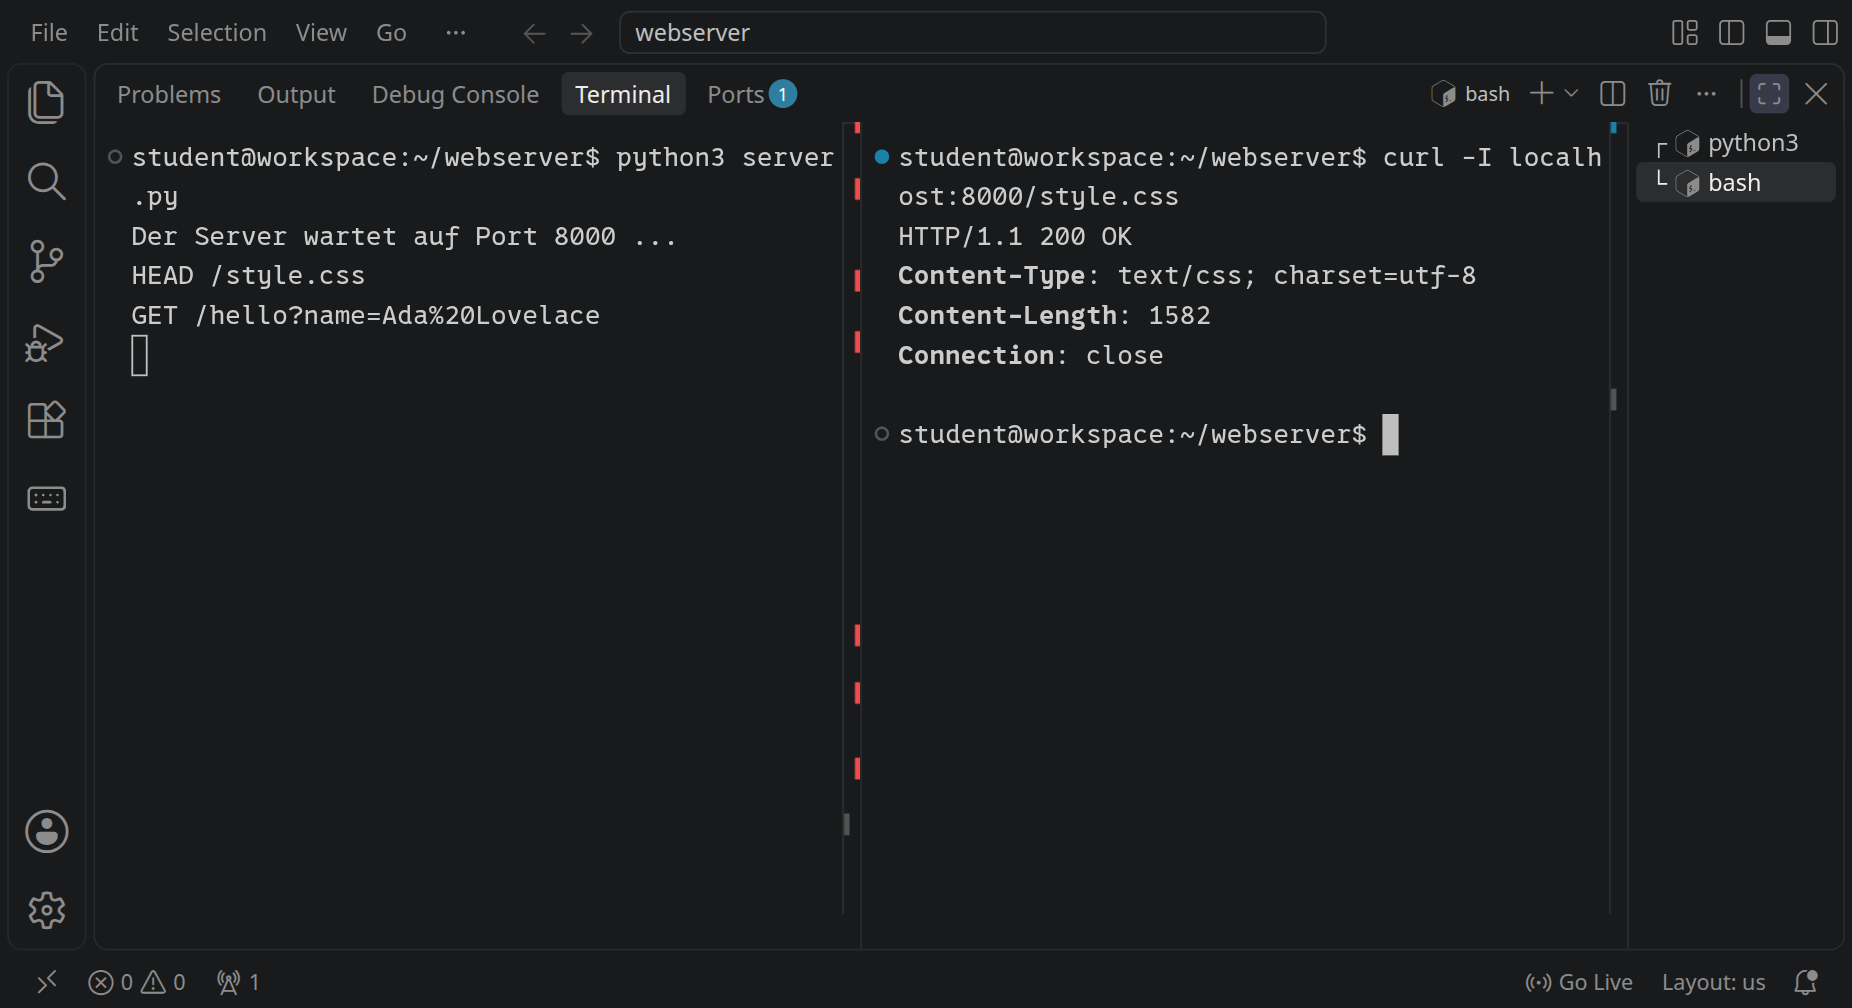 File Edit Selection View Go ··· webserver
Problems Output Debug Console Terminal Ports 1 bash
student@workspace:~/webserver$ python3 server
.py
Der Server wartet auf Port 8000 ...
HEAD /style.css
GET /hello?name=Ada%20Lovelace
student@workspace:~/webserver$ curl -I localh
ost:8000/style.css
HTTP/1.1 200 OK
Content-Type: text/css; charset=utf-8
Content-Length: 1582
Connection: close
student@workspace:~/webserver$
python3
bash
0 0 1 Go Live Layout: us